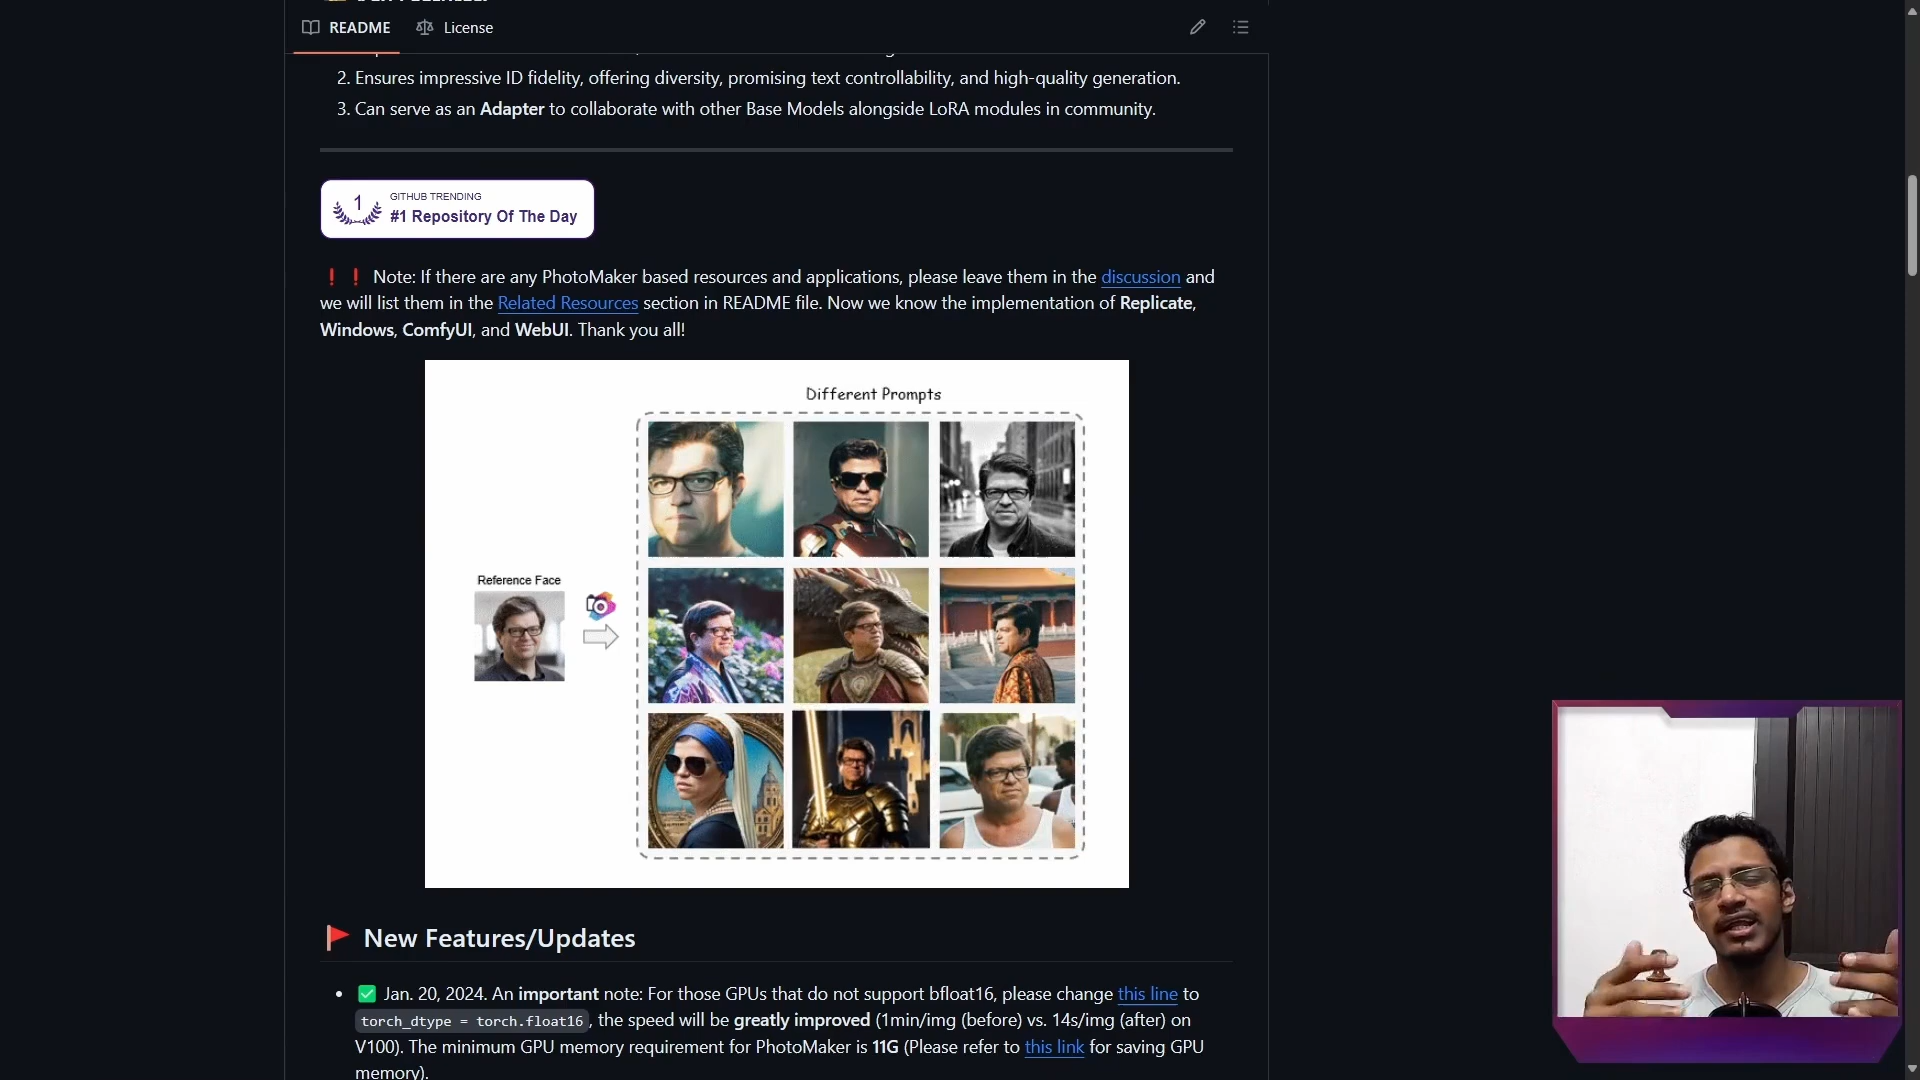 README
License
2. Ensures impressive ID fidelity, offering diversity, promising text controllability, and high-quality generation.
3. Can serve as an Adapter to collaborate with other Base Models alongside LoRA modules in community.
1
GITHUB TRENDING
#1 Repository Of The Day
❗❗ Note: If there are any PhotoMaker based resources and applications, please leave them in the discussion and
we will list them in the Related Resources section in README file. Now we know the implementation of Replicate,
Windows, ComfyUI, and WebUI. Thank you all!
Different Prompts
Reference Face
New Features/Updates
• ✅ Jan. 20, 2024. An important note: For those GPUs that do not support bfloat16, please change this line to
torch_dtype = torch.float16, the speed will be greatly improved (1min/img (before) vs. 14s/img (after) on
V100). The minimum GPU memory requirement for PhotoMaker is 11G (Please refer to this link for saving GPU
memory).